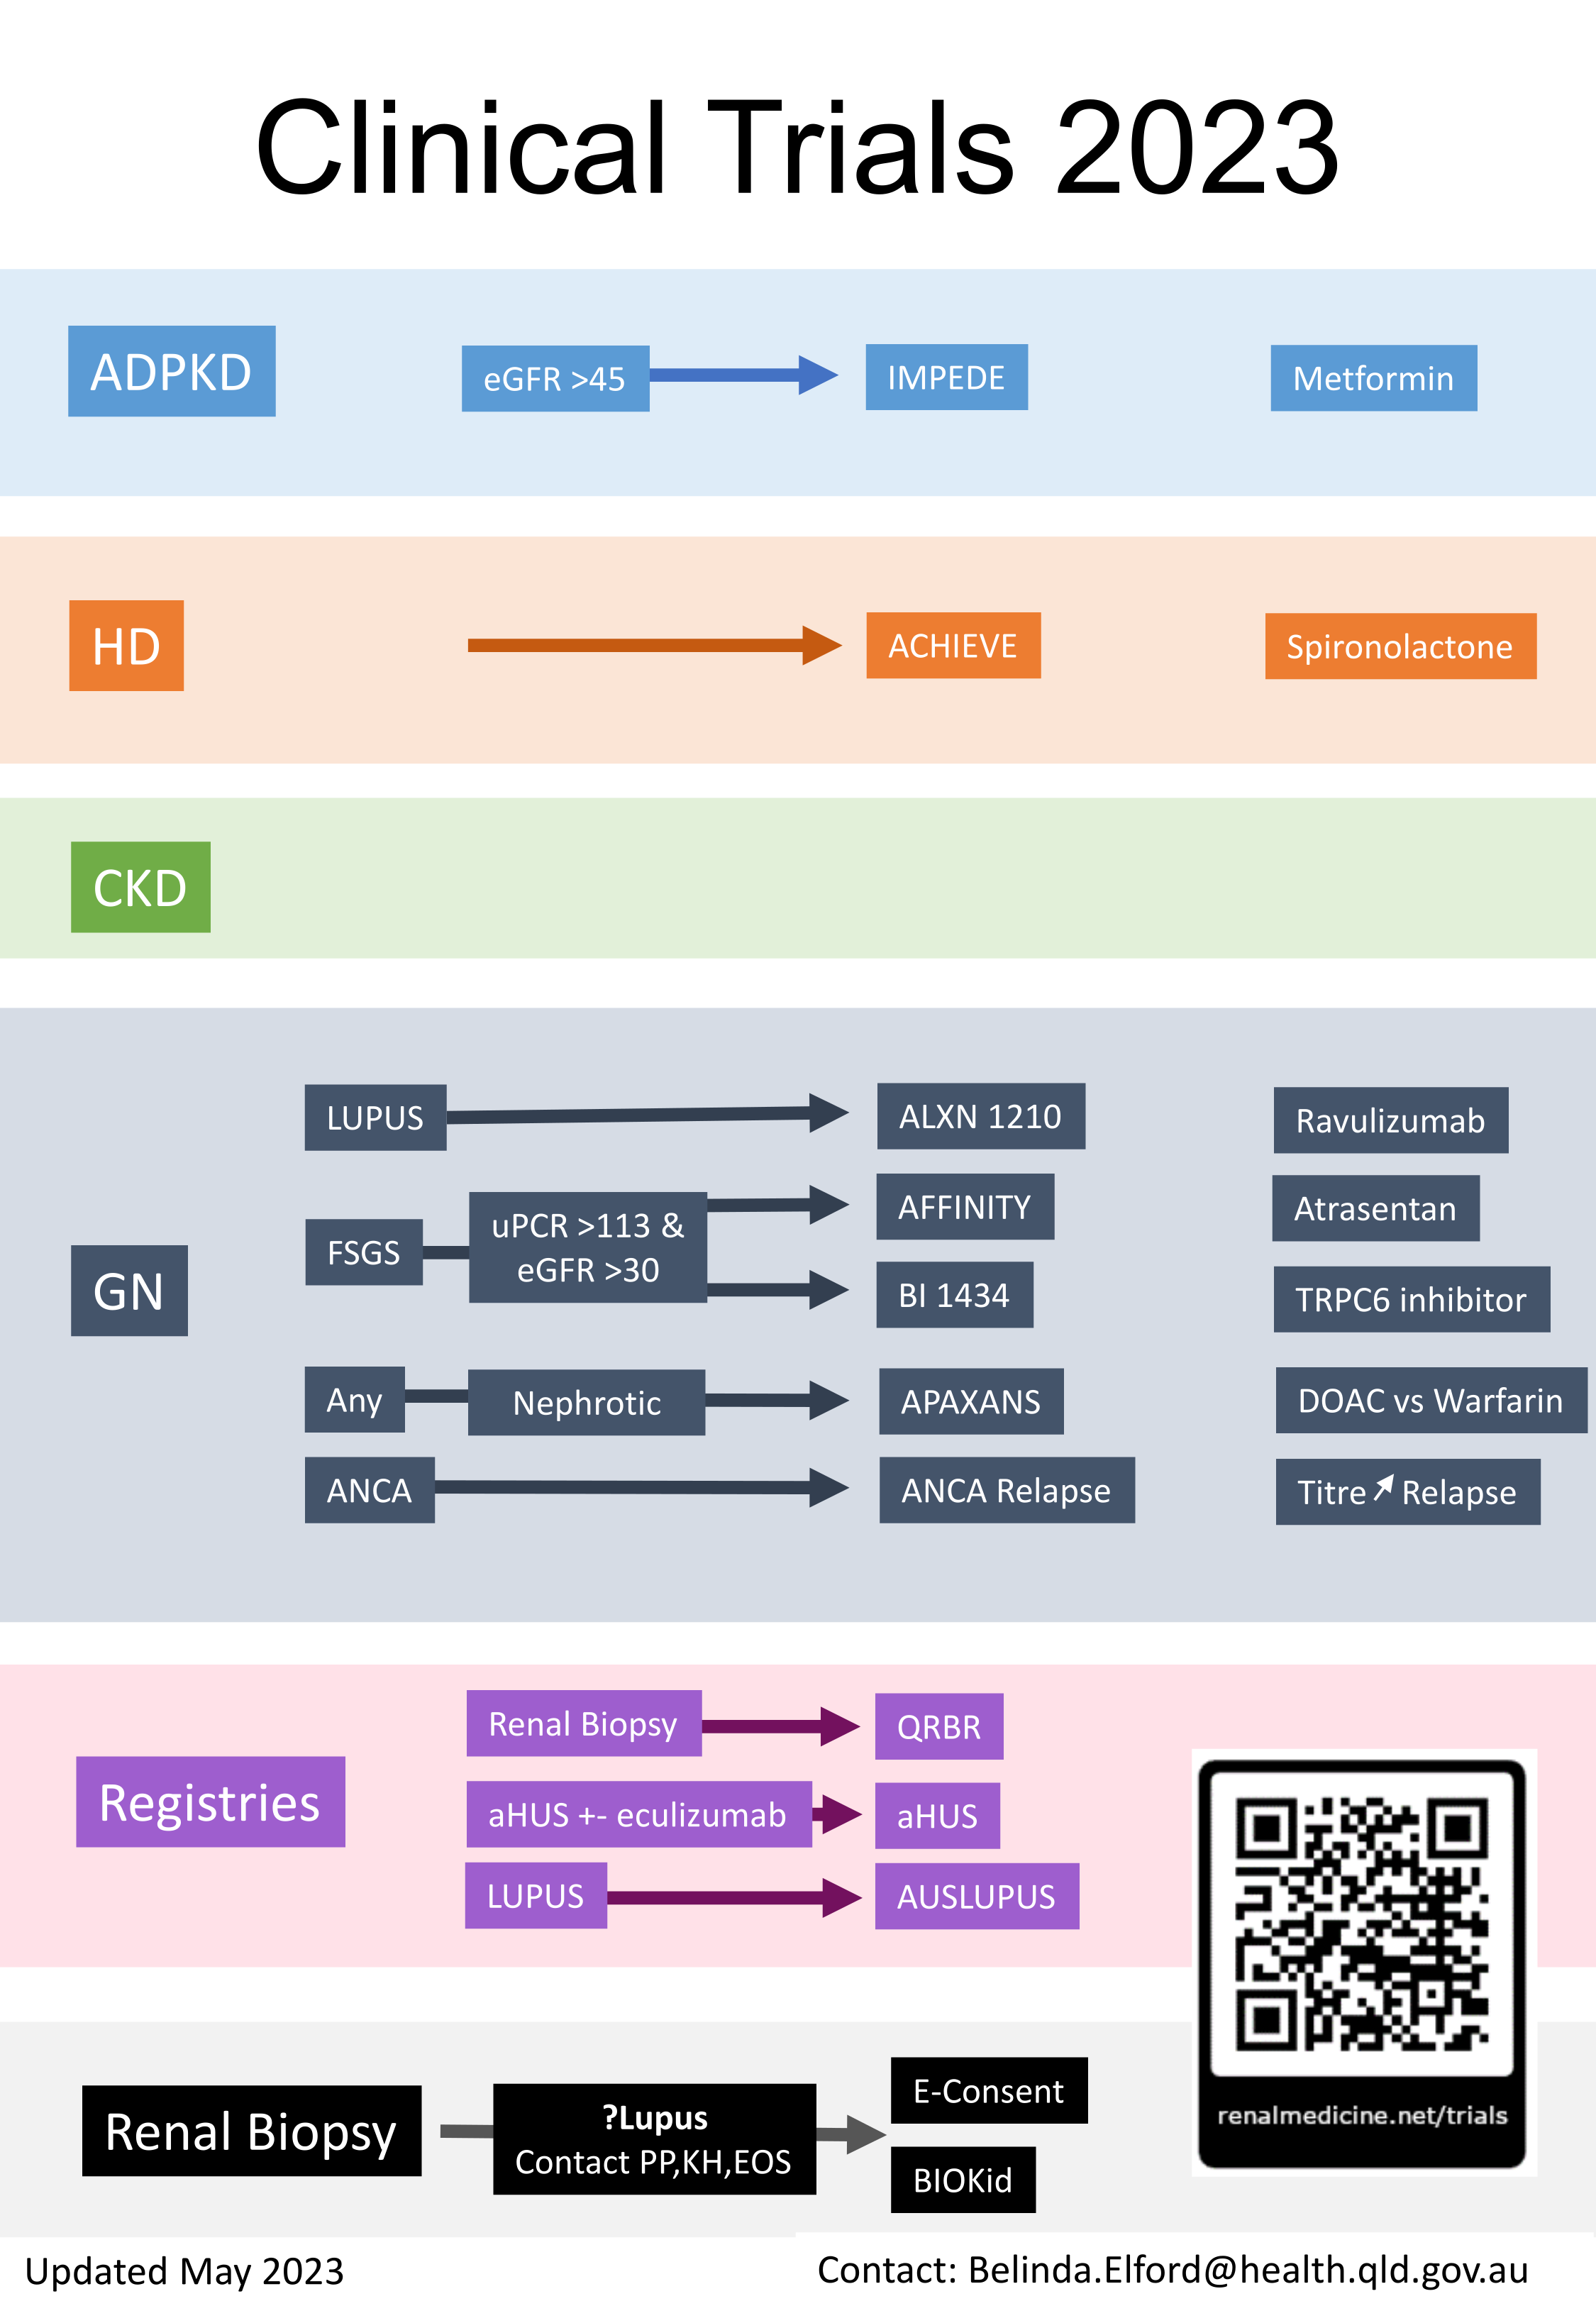 Clinical Trials 2023
ADPKD
eGFR >45
IMPEDE
Metformin
HD
ACHIEVE
Spironolactone
CKD
GN
LUPUS
ALXN 1210
Ravulizumab
FSGS
uPCR >113 &
eGFR >30
AFFINITY
Atrasentan
BI 1434
TRPC6 inhibitor
Any
Nephrotic
APAXANS
DOAC vs Warfarin
ANCA
ANCA Relapse
Titre ↗ Relapse
Registries
Renal Biopsy
QRBR
aHUS +- eculizumab
aHUS
LUPUS
AUSLUPUS
renalmedicine.net/trials
Renal Biopsy
?Lupus
Contact PP,KH,EOS
E-Consent
BIOKid
Updated May 2023
Contact: Belinda.Elford@health.qld.gov.au